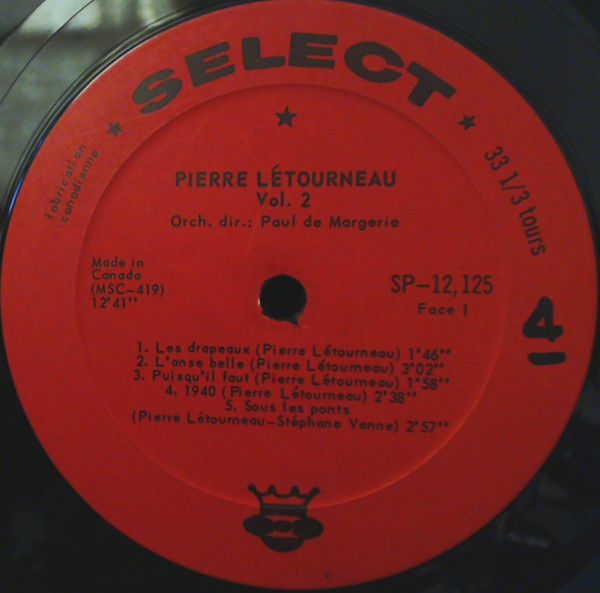 SELECT
fabrication
canadienne
33 1/3 tours
PIERRE LÉTOURNEAU
Vol. 2
Orch. dir.: Paul de Margerie
Made in
Canada
(MSC-419)
12'41"
SP-12,125
Face 1
4
1. Les drapeaux (Pierre Létourneau) 1'46"
2. L'anse belle (Pierre Létourneau) 3'02"
3. Puisqu'il faut (Pierre Létourneau) 1'58"
4. 1940 (Pierre Létourneau) 2'38"
5. Sous les ponts
(Pierre Létourneau-Stéphane Venne) 2'57"